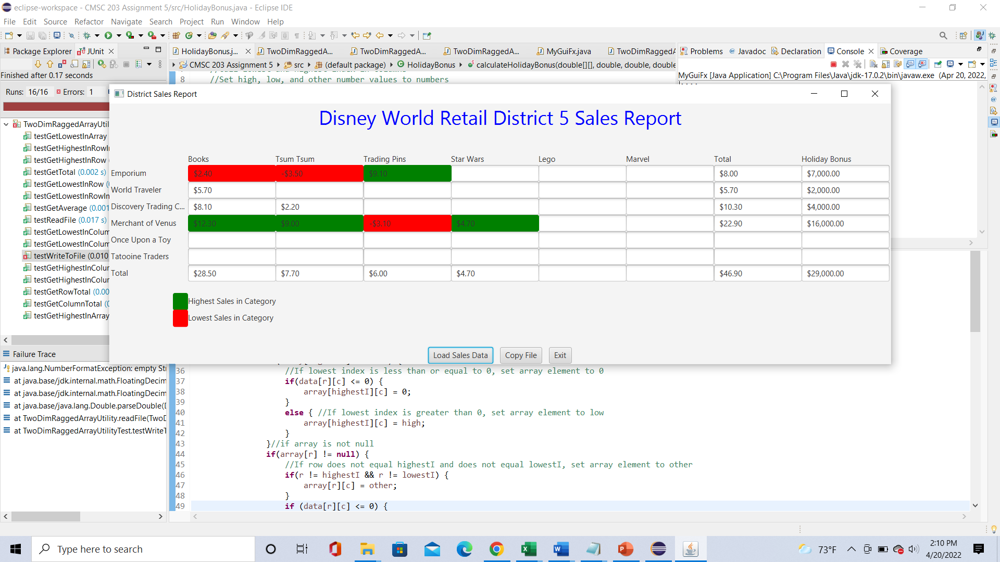 eclipse-workspace - CMSC 203 Assignment 5/src/HolidayBonus.java - Eclipse IDE
File Edit Source Refactor Navigate Search Project Run Window Help
Package Explorer JUnit
HolidayBonus.j... TwoDimRaggedA... TwoDimRaggedA... TwoDimRaggedA... MyGuiFx.java TwoDimRaggedA
Problems Javadoc Declaration Console Coverage
CMSC 203 Assignment 5 src (default package) HolidayBonus calculateHolidayBonus(double[][], double, double, double
Finished after 0.17 seconds
MyGuiFx [Java Application] C:\Program Files\Java\jdk-17.0.2\bin\javaw.exe (Apr 20, 2022,
8 //Set high, low, and other number values to numbers
Runs: 16/16 Errors: 1
TwoDimRaggedArrayUtil
testGetLowestInArray
testGetHighestInRowI
testGetHighestInRow (
testGetTotal (0.002 s)
testGetLowestInRow (
testGetLowestInRowIn
testGetAverage (0.001
testReadFile (0.017 s)
testGetLowestInColum
testGetLowestInColum
testWriteToFile (0.010
testGetHighestInColur
testGetHighestInColur
testGetRowTotal (0.00
testGetColumnTotal (0
testGetHighestInArray
District Sales Report
Disney World Retail District 5 Sales Report
Books Tsum Tsum Trading Pins Star Wars Lego Marvel Total Holiday Bonus
Emporium $2.40 -$3.50 $9.10 $8.00 $7,000.00
World Traveler $5.70 $5.70 $2,000.00
Discovery Trading C... $8.10 $2.20 $10.30 $4,000.00
Merchant of Venus $12.30 $9.00 -$3.10 $4.70 $22.90 $16,000.00
Once Upon a Toy
Tatooine Traders
Total $28.50 $7.70 $6.00 $4.70 $46.90 $29,000.00
Highest Sales in Category
Lowest Sales in Category
Load Sales Data Copy File Exit
Failure Trace
java.lang.NumberFormatException: empty Stı
at java.base/jdk.internal.math.FloatingDecim
at java.base/jdk.internal.math.FloatingDecim
at java.base/java.lang.Double.parseDouble(D
at TwoDimRaggedArrayUtility.readFile(TwoD
at TwoDimRaggedArrayUtilityTest.testWriteT
36 //If lowest index is less than or equal to 0, set array element to 0
37 if(data[r][c] <= 0) {
38 array[highestI][c] = 0;
39 }
40 else { //If lowest index is greater than 0, set array element to low
41 array[highestI][c] = high;
42 }
43 }//if array is not null
44 if(array[r] != null) {
45 //If row does not equal highestI and does not equal lowestI, set array element to other
46 if(r != highestI && r != lowestI) {
47 array[r][c] = other;
48 }
49 if (data[r][c] <= 0) {
Type here to search
73°F
2:10 PM
4/20/2022